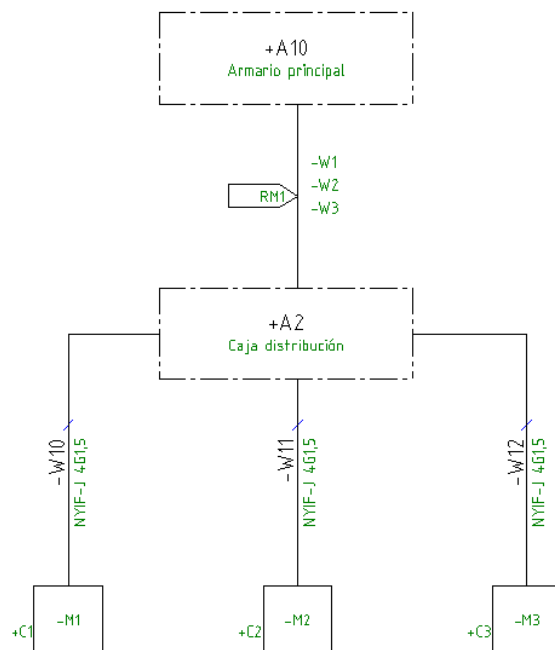 +A10
Armario principal
-W1
-W2
RM1
-W3
+A2
Caja distribución
-W10
NYIF-J 4G1,5
-W11
NYIF-J 4G1,5
-W12
NYIF-J 4G1,5
+C1
-M1
+C2
-M2
+C3
-M3